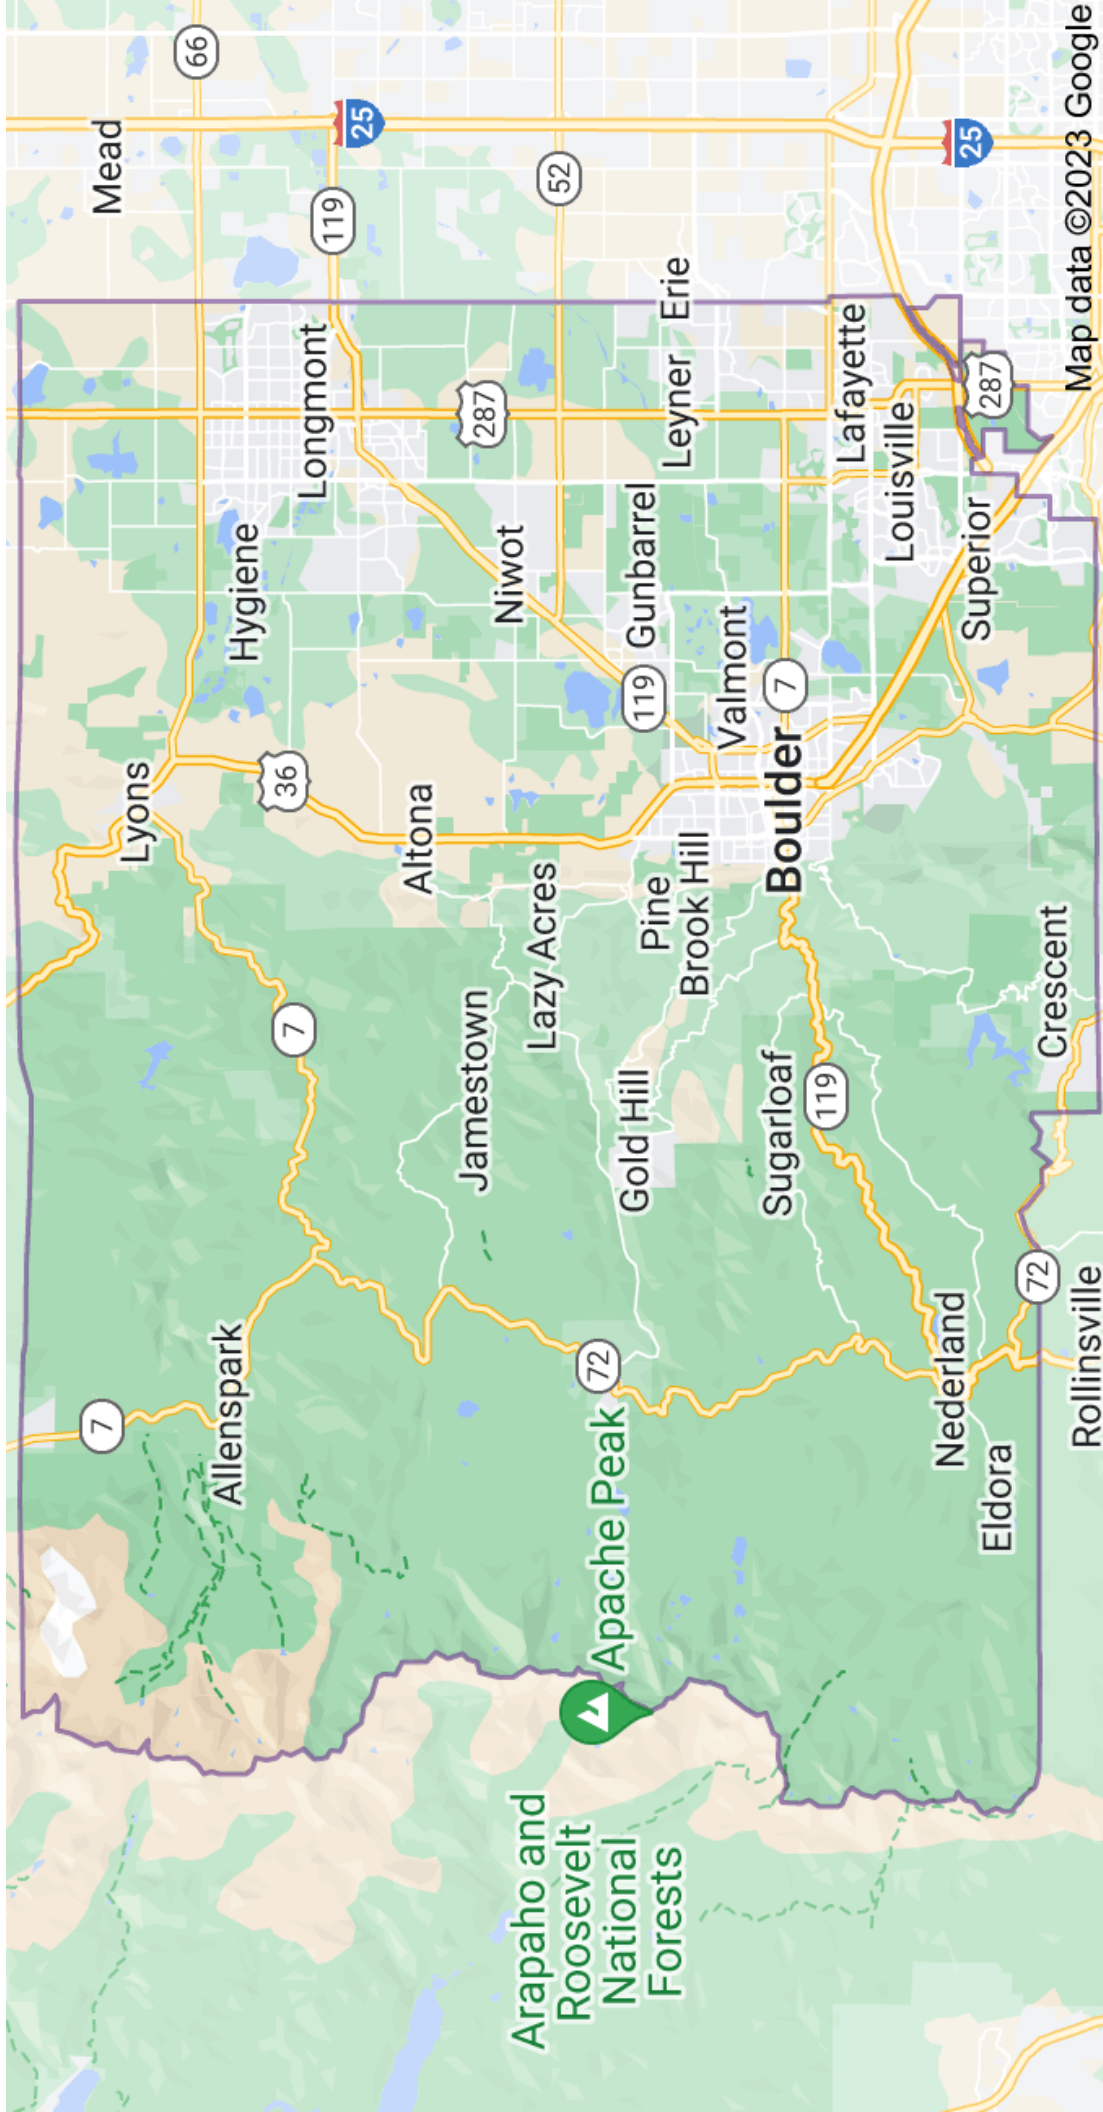 66
Mead
25
119
52
25
Erie
Longmont
287
Leyner
Lafayette
287
Louisville
Hygiene
Niwot
Gunbarrel
Superior
119
Valmont
7
Lyons
36
Altona
Boulder
Lazy Acres
Pine
Brook Hill
7
Jamestown
Gold Hill
Sugarloaf
119
Crescent
7
Allenspark
72
Apache Peak
Nederland
Eldora
72
Rollinsville
Arapaho and
Roosevelt
National
Forests
Map data ©2023 Google